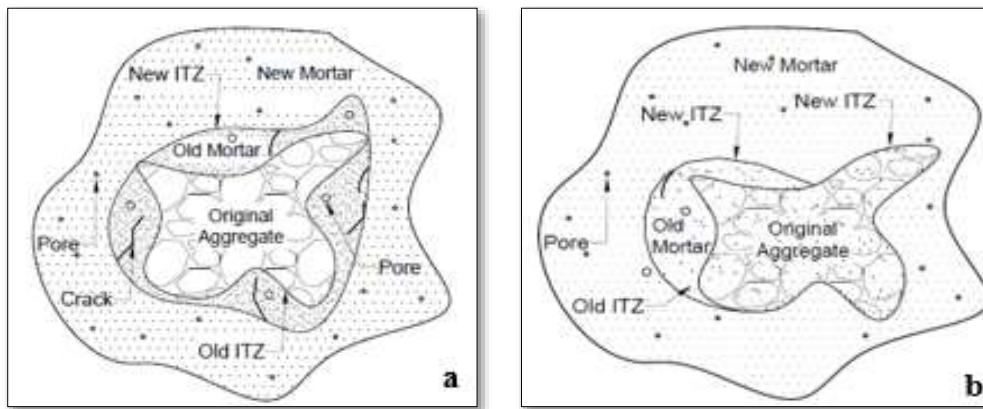 New ITZ
New Mortar
Old Mortar
Original
Aggregate
Pore
Pore
Crack
Old ITZ
a
New Mortar
New ITZ
New ITZ
Pore
Old
Mortar
Original
Aggregate
Old ITZ
b